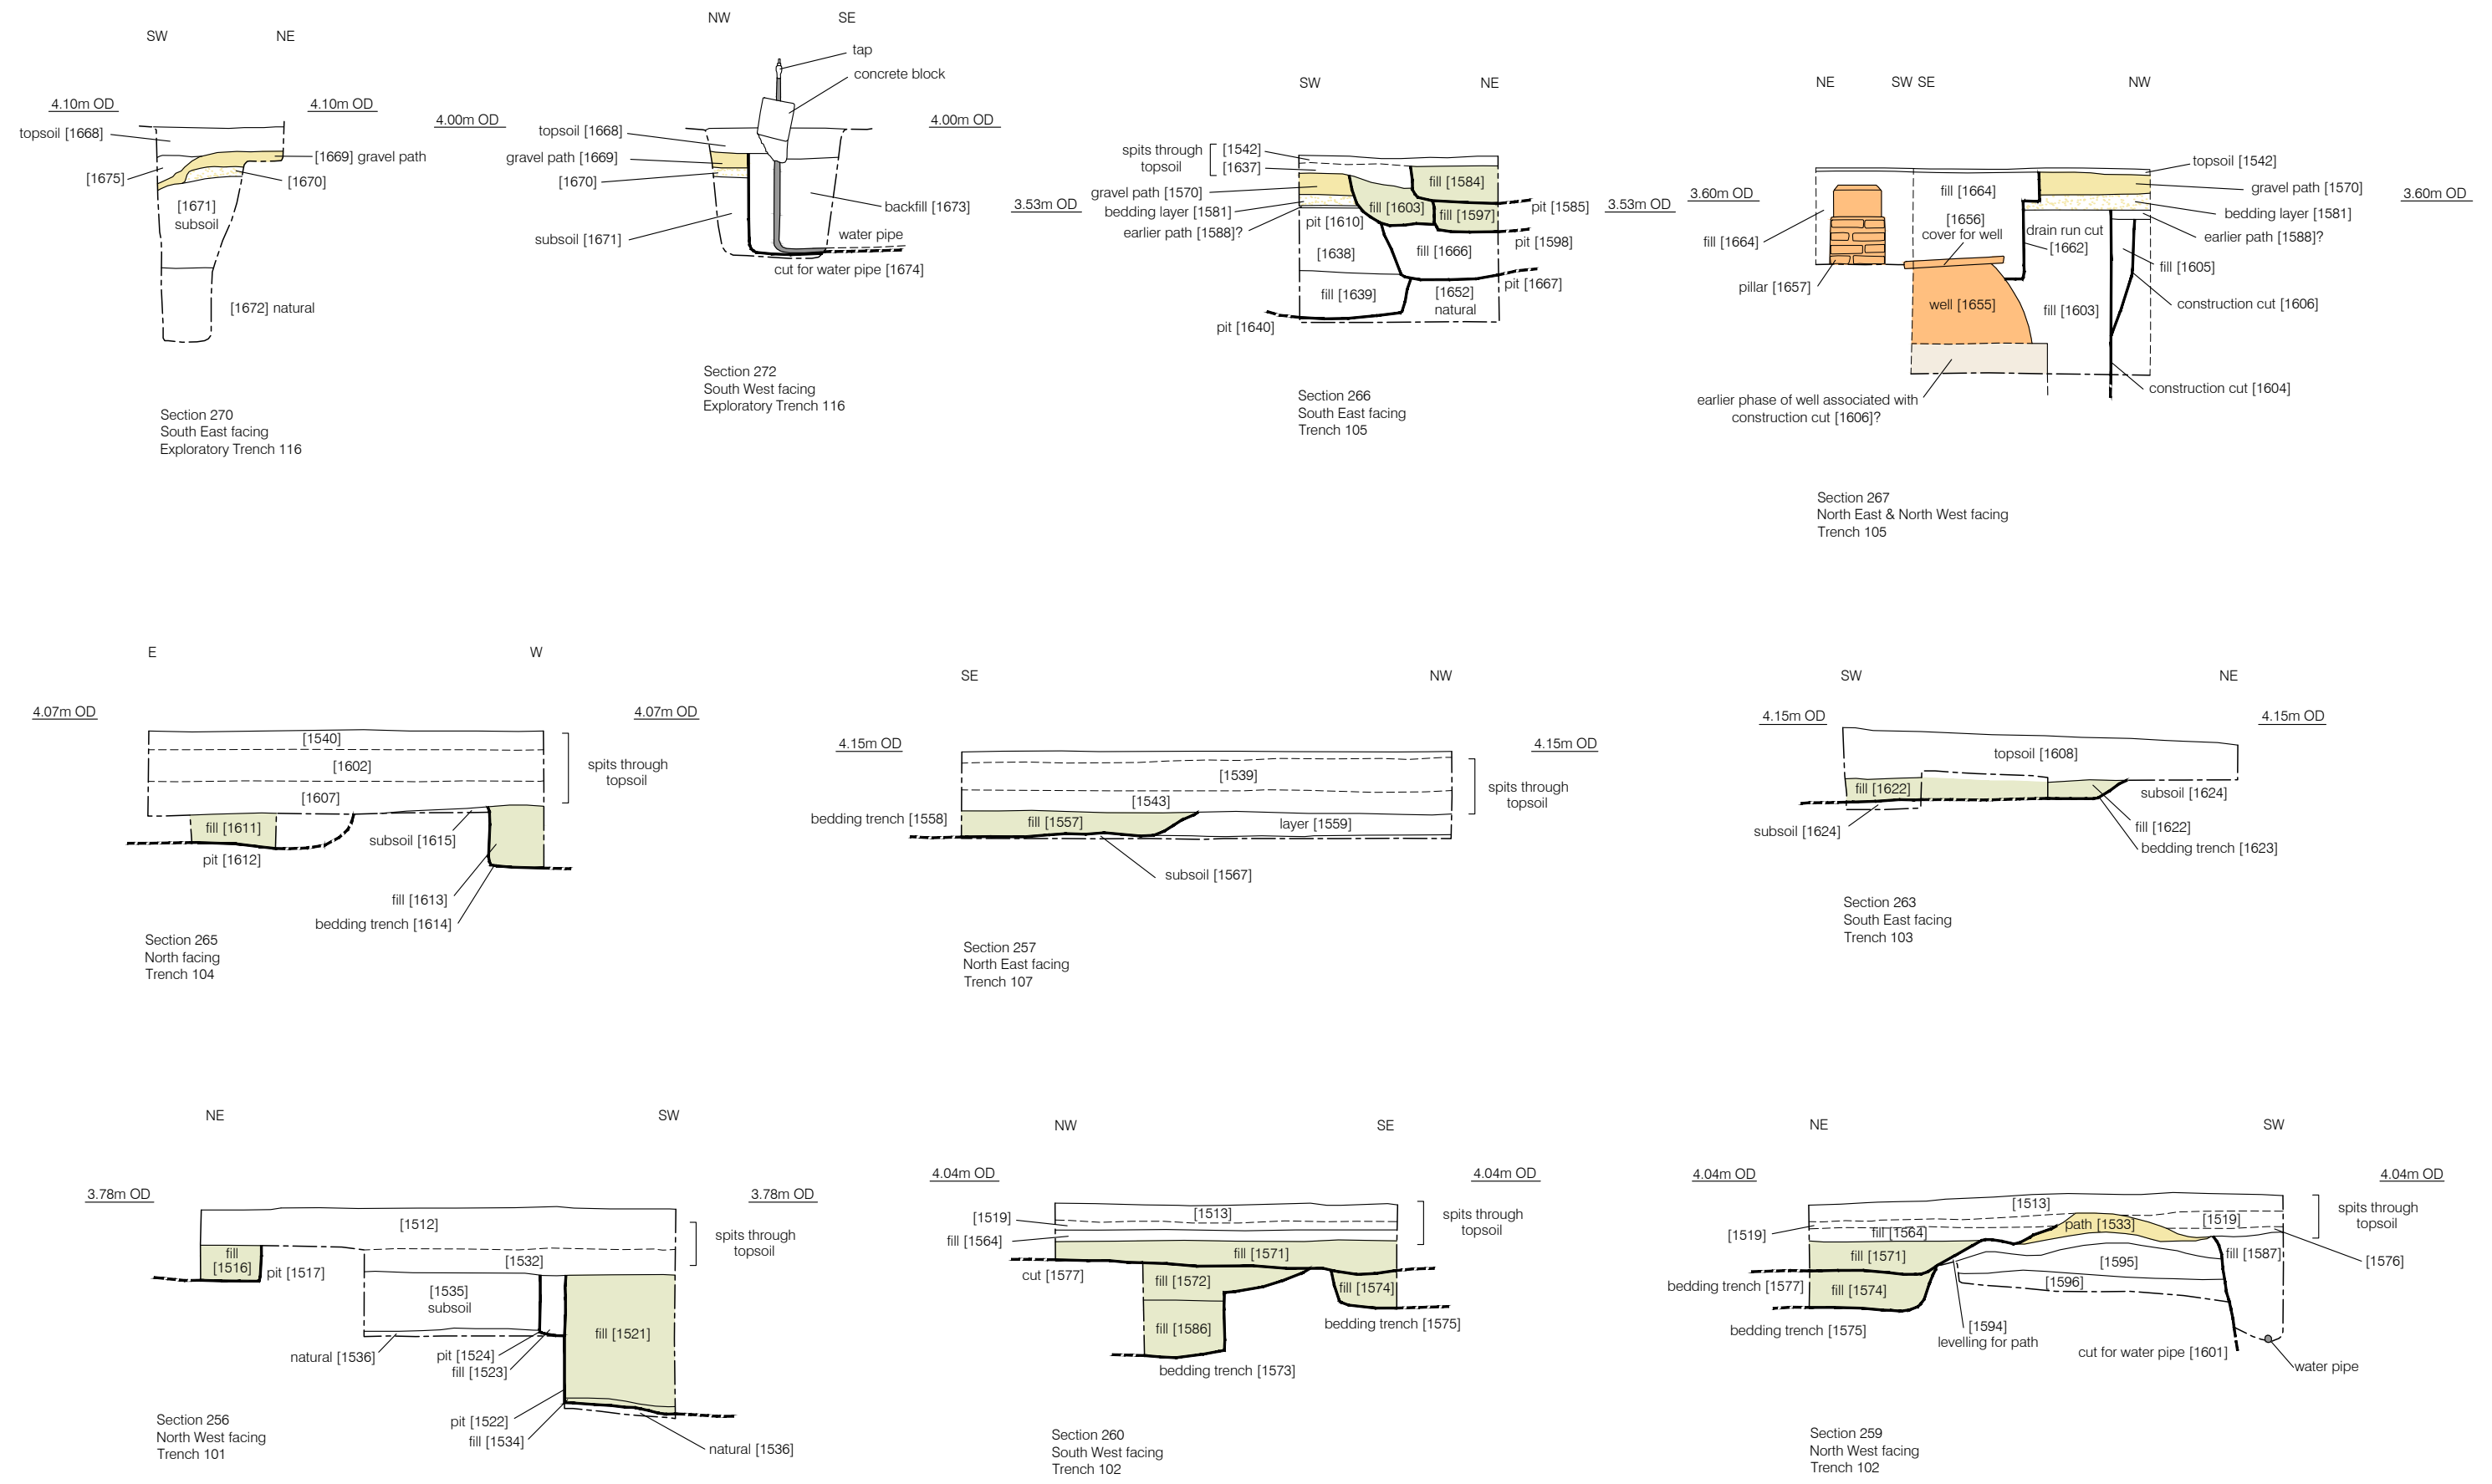 SW NE
4.10m OD 4.10m OD
topsoil [1668]
[1669] gravel path
[1675]
[1670]
[1671]
subsoil
[1672] natural
Section 270
South East facing
Exploratory Trench 116
NW SE
tap
concrete block
4.00m OD 4.00m OD
topsoil [1668]
gravel path [1669]
[1670]
backfill [1673]
subsoil [1671]
water pipe
cut for water pipe [1674]
Section 272
South West facing
Exploratory Trench 116
SW NE
spits through
topsoil
[1542]
[1637]
fill [1584]
gravel path [1570]
3.53m OD 3.53m OD
bedding layer [1581]
fill [1603]
fill [1597]
pit [1585]
earlier path [1588]?
pit [1610]
pit [1598]
[1638]
fill [1666]
pit [1667]
fill [1639]
[1652]
natural
pit [1640]
Section 266
South East facing
Trench 105
NE SW SE NW
topsoil [1542]
3.60m OD 3.60m OD
fill [1664]
gravel path [1570]
bedding layer [1581]
[1656]
cover for well
drain run cut
[1662]
earlier path [1588]?
fill [1664]
fill [1605]
pillar [1657]
construction cut [1606]
well [1655]
fill [1603]
construction cut [1604]
earlier phase of well associated with
construction cut [1606]?
Section 267
North East & North West facing
Trench 105
E W
4.07m OD 4.07m OD
[1540]
[1602]
[1607]
spits through
topsoil
fill [1611]
pit [1612]
subsoil [1615]
fill [1613]
bedding trench [1614]
Section 265
North facing
Trench 104
SE NW
4.15m OD 4.15m OD
[1539]
[1543]
spits through
topsoil
bedding trench [1558]
fill [1557]
layer [1559]
subsoil [1567]
Section 257
North East facing
Trench 107
SW NE
4.15m OD 4.15m OD
topsoil [1608]
fill [1622]
subsoil [1624]
subsoil [1624]
fill [1622]
bedding trench [1623]
Section 263
South East facing
Trench 103
NE SW
3.78m OD 3.78m OD
[1512]
spits through
topsoil
fill
[1516]
pit [1517]
[1532]
[1535]
subsoil
fill [1521]
natural [1536]
pit [1524]
fill [1523]
pit [1522]
fill [1534]
natural [1536]
Section 256
North West facing
Trench 101
NW SE
4.04m OD 4.04m OD
[1513]
[1519]
spits through
topsoil
fill [1564]
fill [1571]
cut [1577]
fill [1572]
fill [1574]
fill [1586]
bedding trench [1575]
bedding trench [1573]
Section 260
South West facing
Trench 102
NE SW
4.04m OD 4.04m OD
[1513]
spits through
topsoil
[1519]
fill [1564]
path [1533]
[1519]
fill [1571]
fill [1587]
[1576]
[1595]
bedding trench [1577]
fill [1574]
[1596]
bedding trench [1575]
[1594]
levelling for path
cut for water pipe [1601]
water pipe
Section 259
North West facing
Trench 102